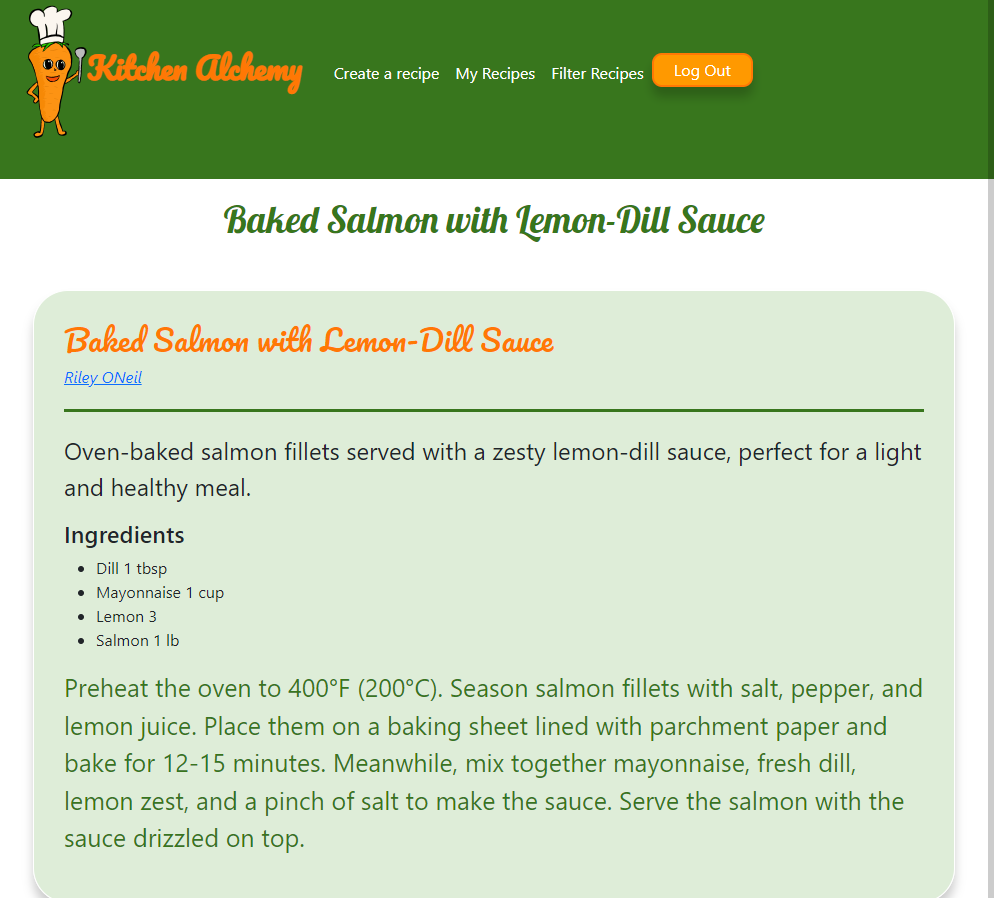 Kitchen Alchemy
Create a recipe My Recipes Filter Recipes Log Out
Baked Salmon with Lemon-Dill Sauce
Baked Salmon with Lemon-Dill Sauce
Riley ONeil
Oven-baked salmon fillets served with a zesty lemon-dill sauce, perfect for a light
and healthy meal.
Ingredients
Dill 1 tbsp
Mayonnaise 1 cup
Lemon 3
Salmon 1 lb
Preheat the oven to 400°F (200°C). Season salmon fillets with salt, pepper, and
lemon juice. Place them on a baking sheet lined with parchment paper and
bake for 12-15 minutes. Meanwhile, mix together mayonnaise, fresh dill,
lemon zest, and a pinch of salt to make the sauce. Serve the salmon with the
sauce drizzled on top.